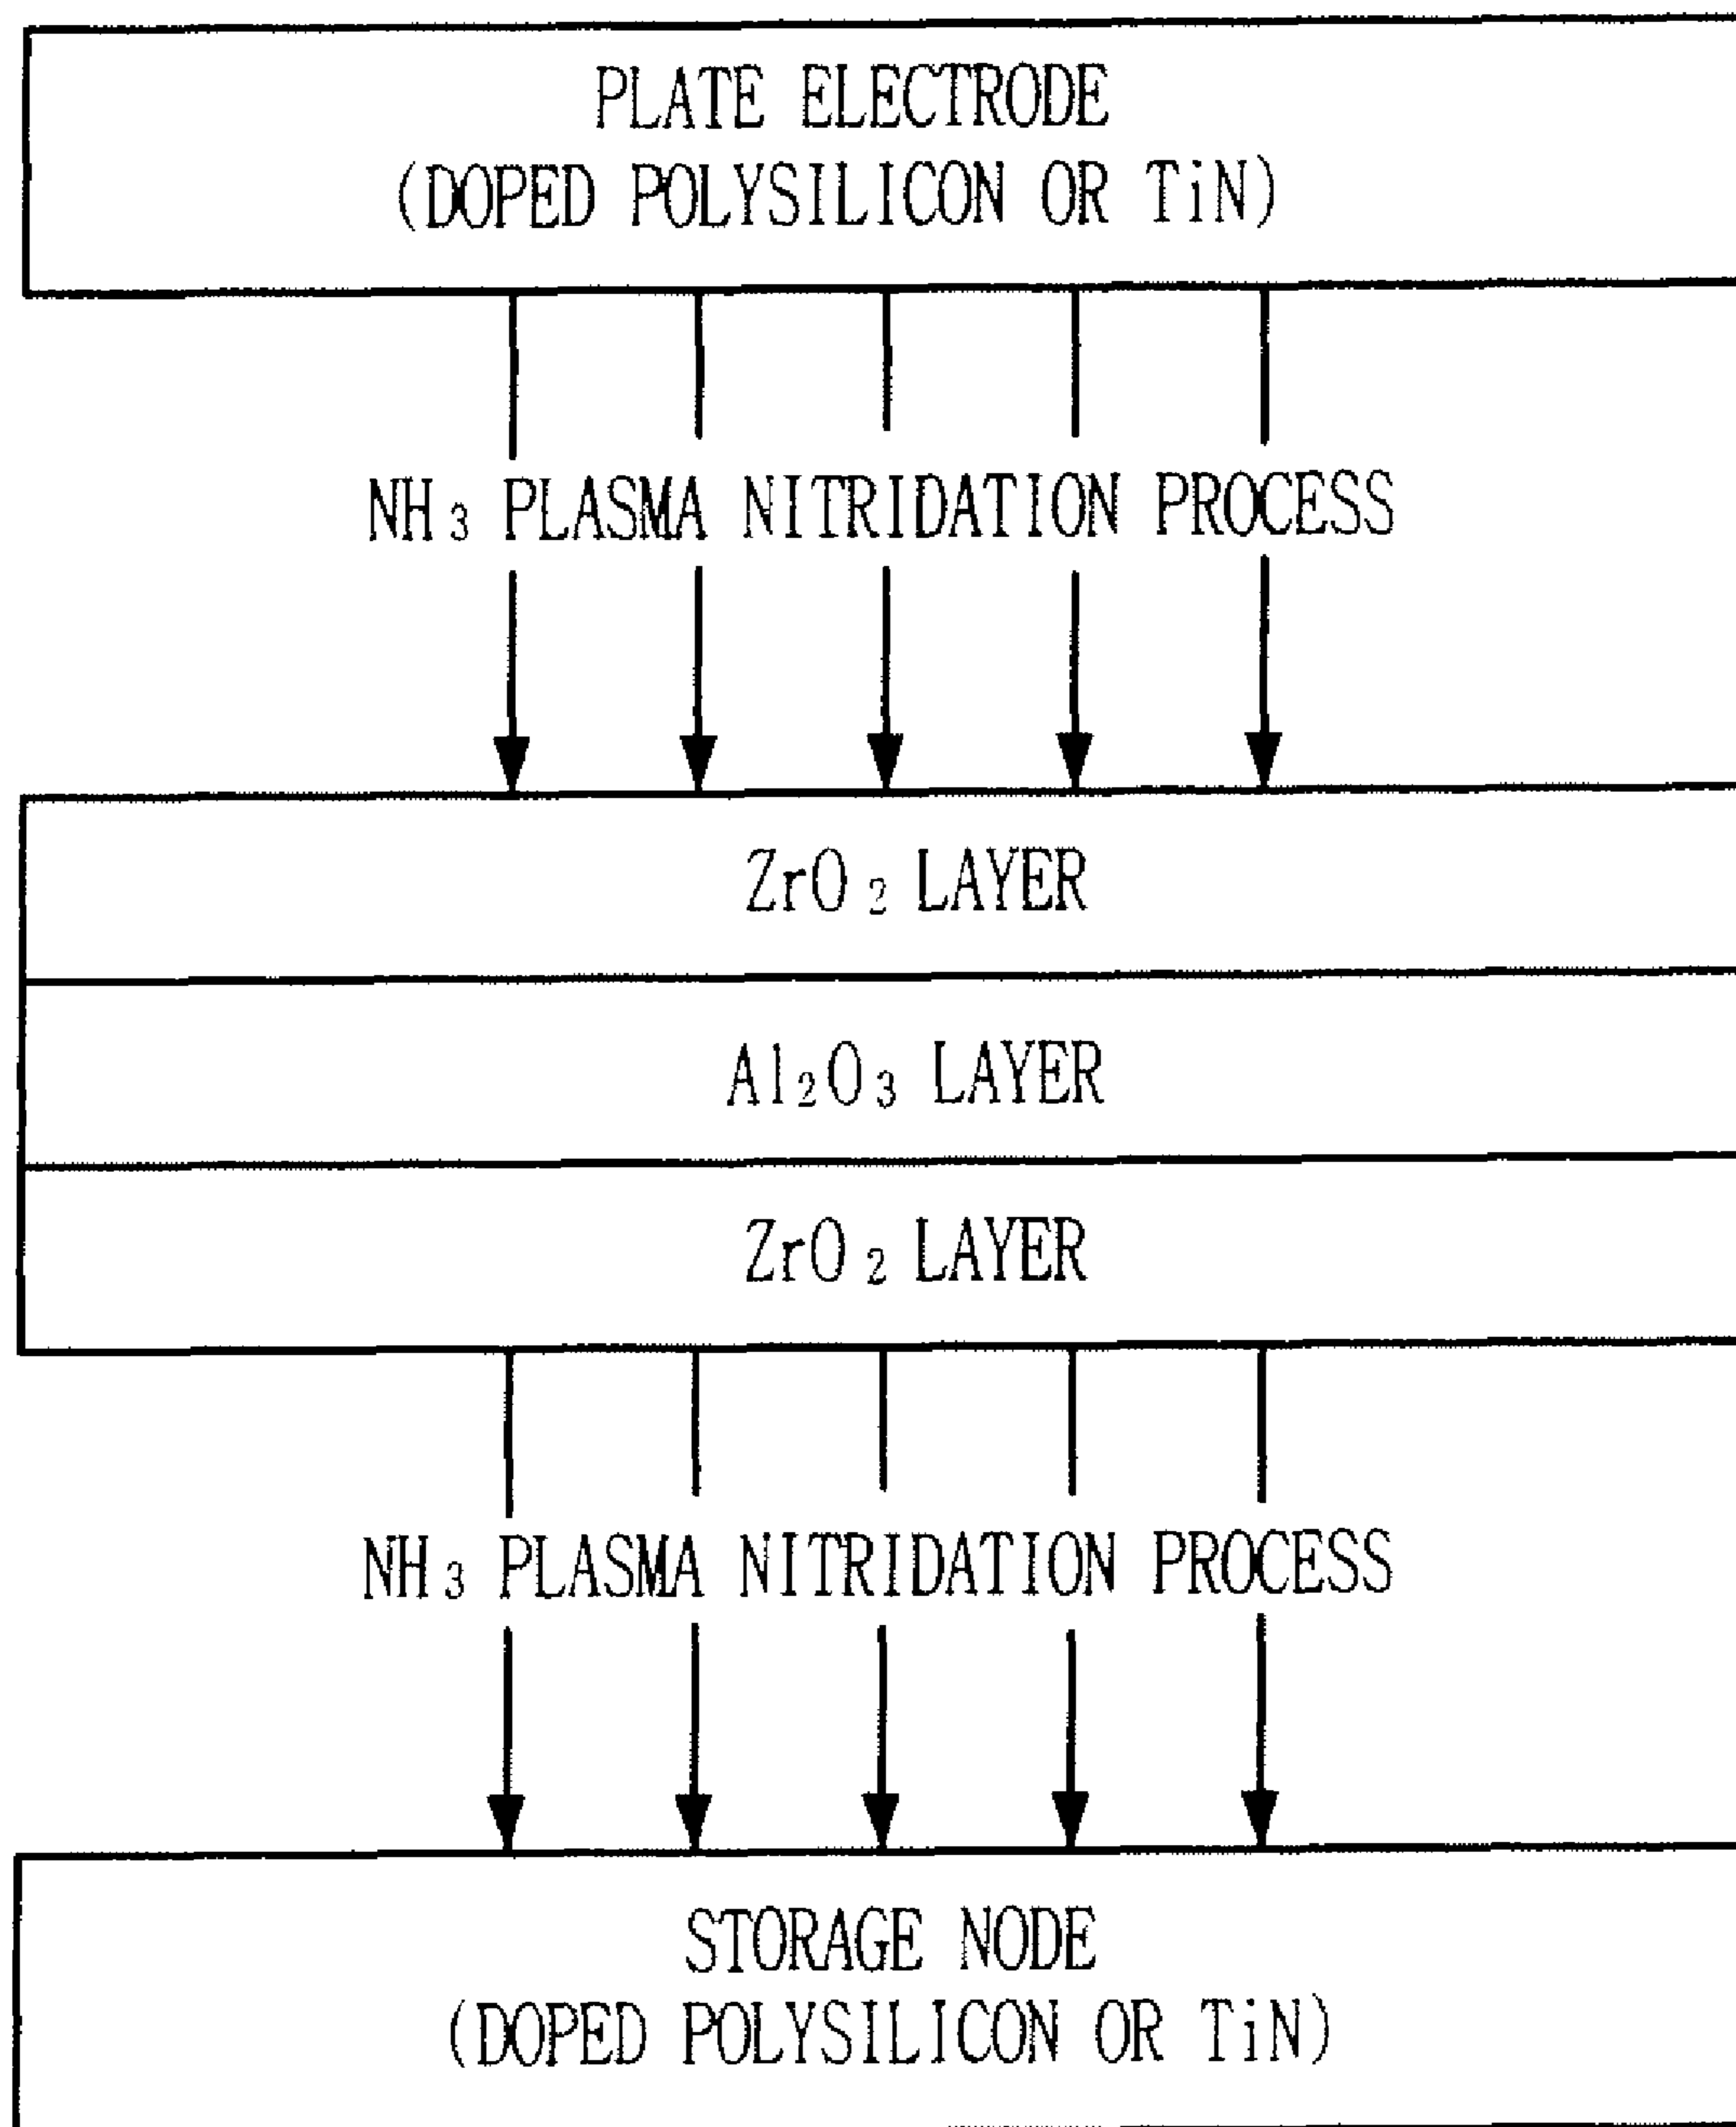 PLATE ELECTRODE
(DOPED POLYSILICON OR TiN)
NH₃ PLASMA NITRIDATION PROCESS
ZrO₂ LAYER
Al₂O₃ LAYER
ZrO₂ LAYER
NH₃ PLASMA NITRIDATION PROCESS
STORAGE NODE
(DOPED POLYSILICON OR TiN)